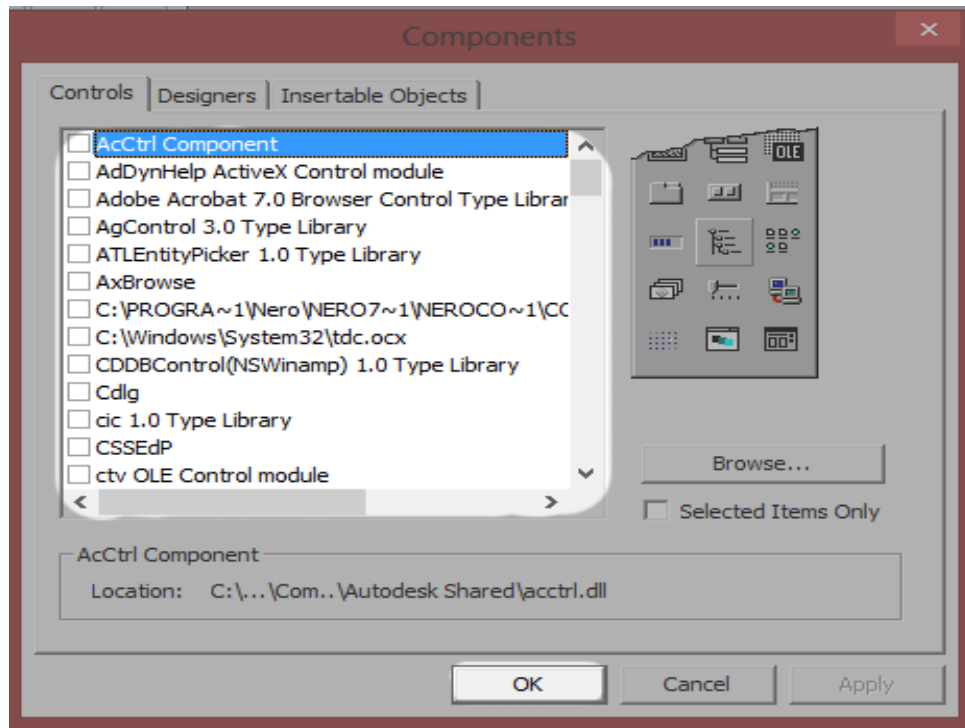 Components
Controls
Designers
Insertable Objects
AcCtrl Component
AdDynHelp ActiveX Control module
Adobe Acrobat 7.0 Browser Control Type Librar
AgControl 3.0 Type Library
ATLEntityPicker 1.0 Type Library
AxBrowse
C:\PROGRA~1\Nero\NERO7~1\NEROCO~1\CC
C:\Windows\System32\tdc.ocx
CDDBControl(NSWinamp) 1.0 Type Library
Cdlg
cic 1.0 Type Library
CSSEdP
ctv OLE Control module
OLE
Browse...
Selected Items Only
AcCtrl Component
Location: C:\...\Com..\Autodesk Shared\acctrl.dll
OK
Cancel
Apply